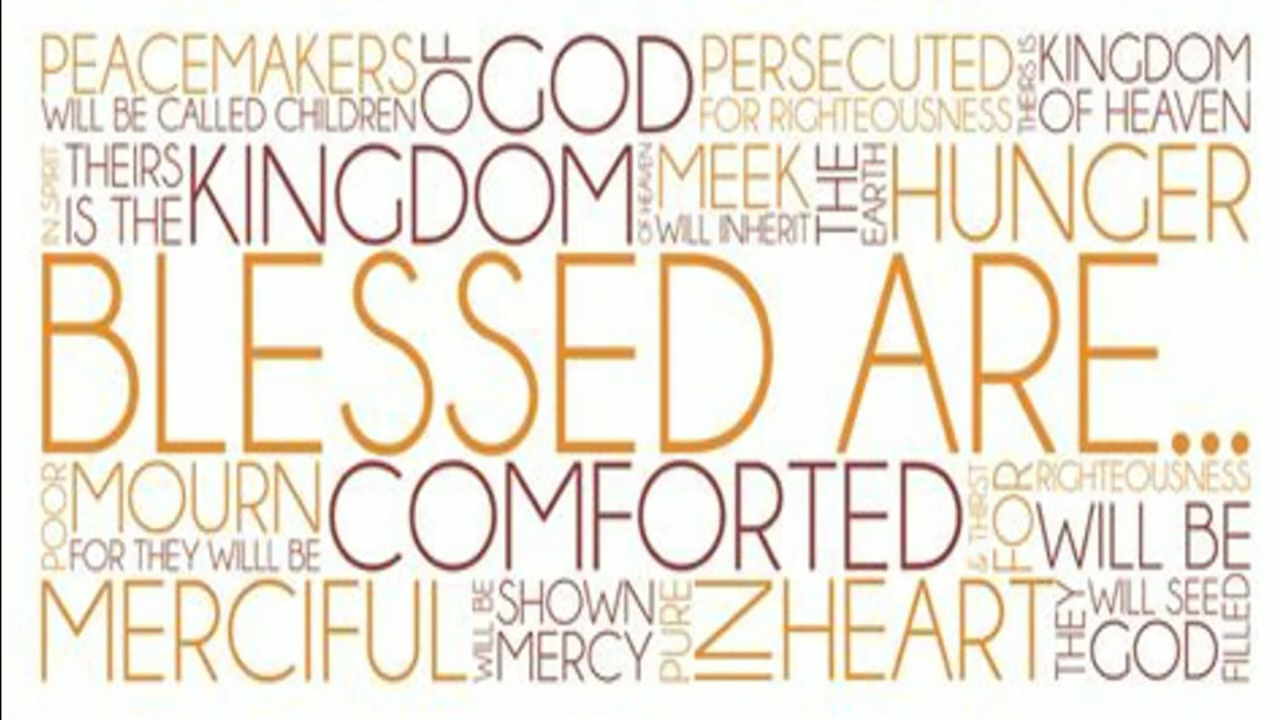 PEACEMAKERS OF GOD PERSECUTED THEIRS IS KINGDOM
WILL BE CALLED CHILDREN FOR RIGHTEOUSNESS OF HEAVEN
IN SPIRIT THEIRS KINGDOM OF HEAVEN MEEK THE EARTH HUNGER
IS THE WILL INHERIT
BLESSED ARE...
POOR MOURN COMFORTED & THIRST FOR RIGHTEOUSNESS
FOR THEY WILLL BE WILL BE
MERCIFUL WILL BE SHOWN PURE IN HEART THEY WILL SEE FILLED
MERCY GOD